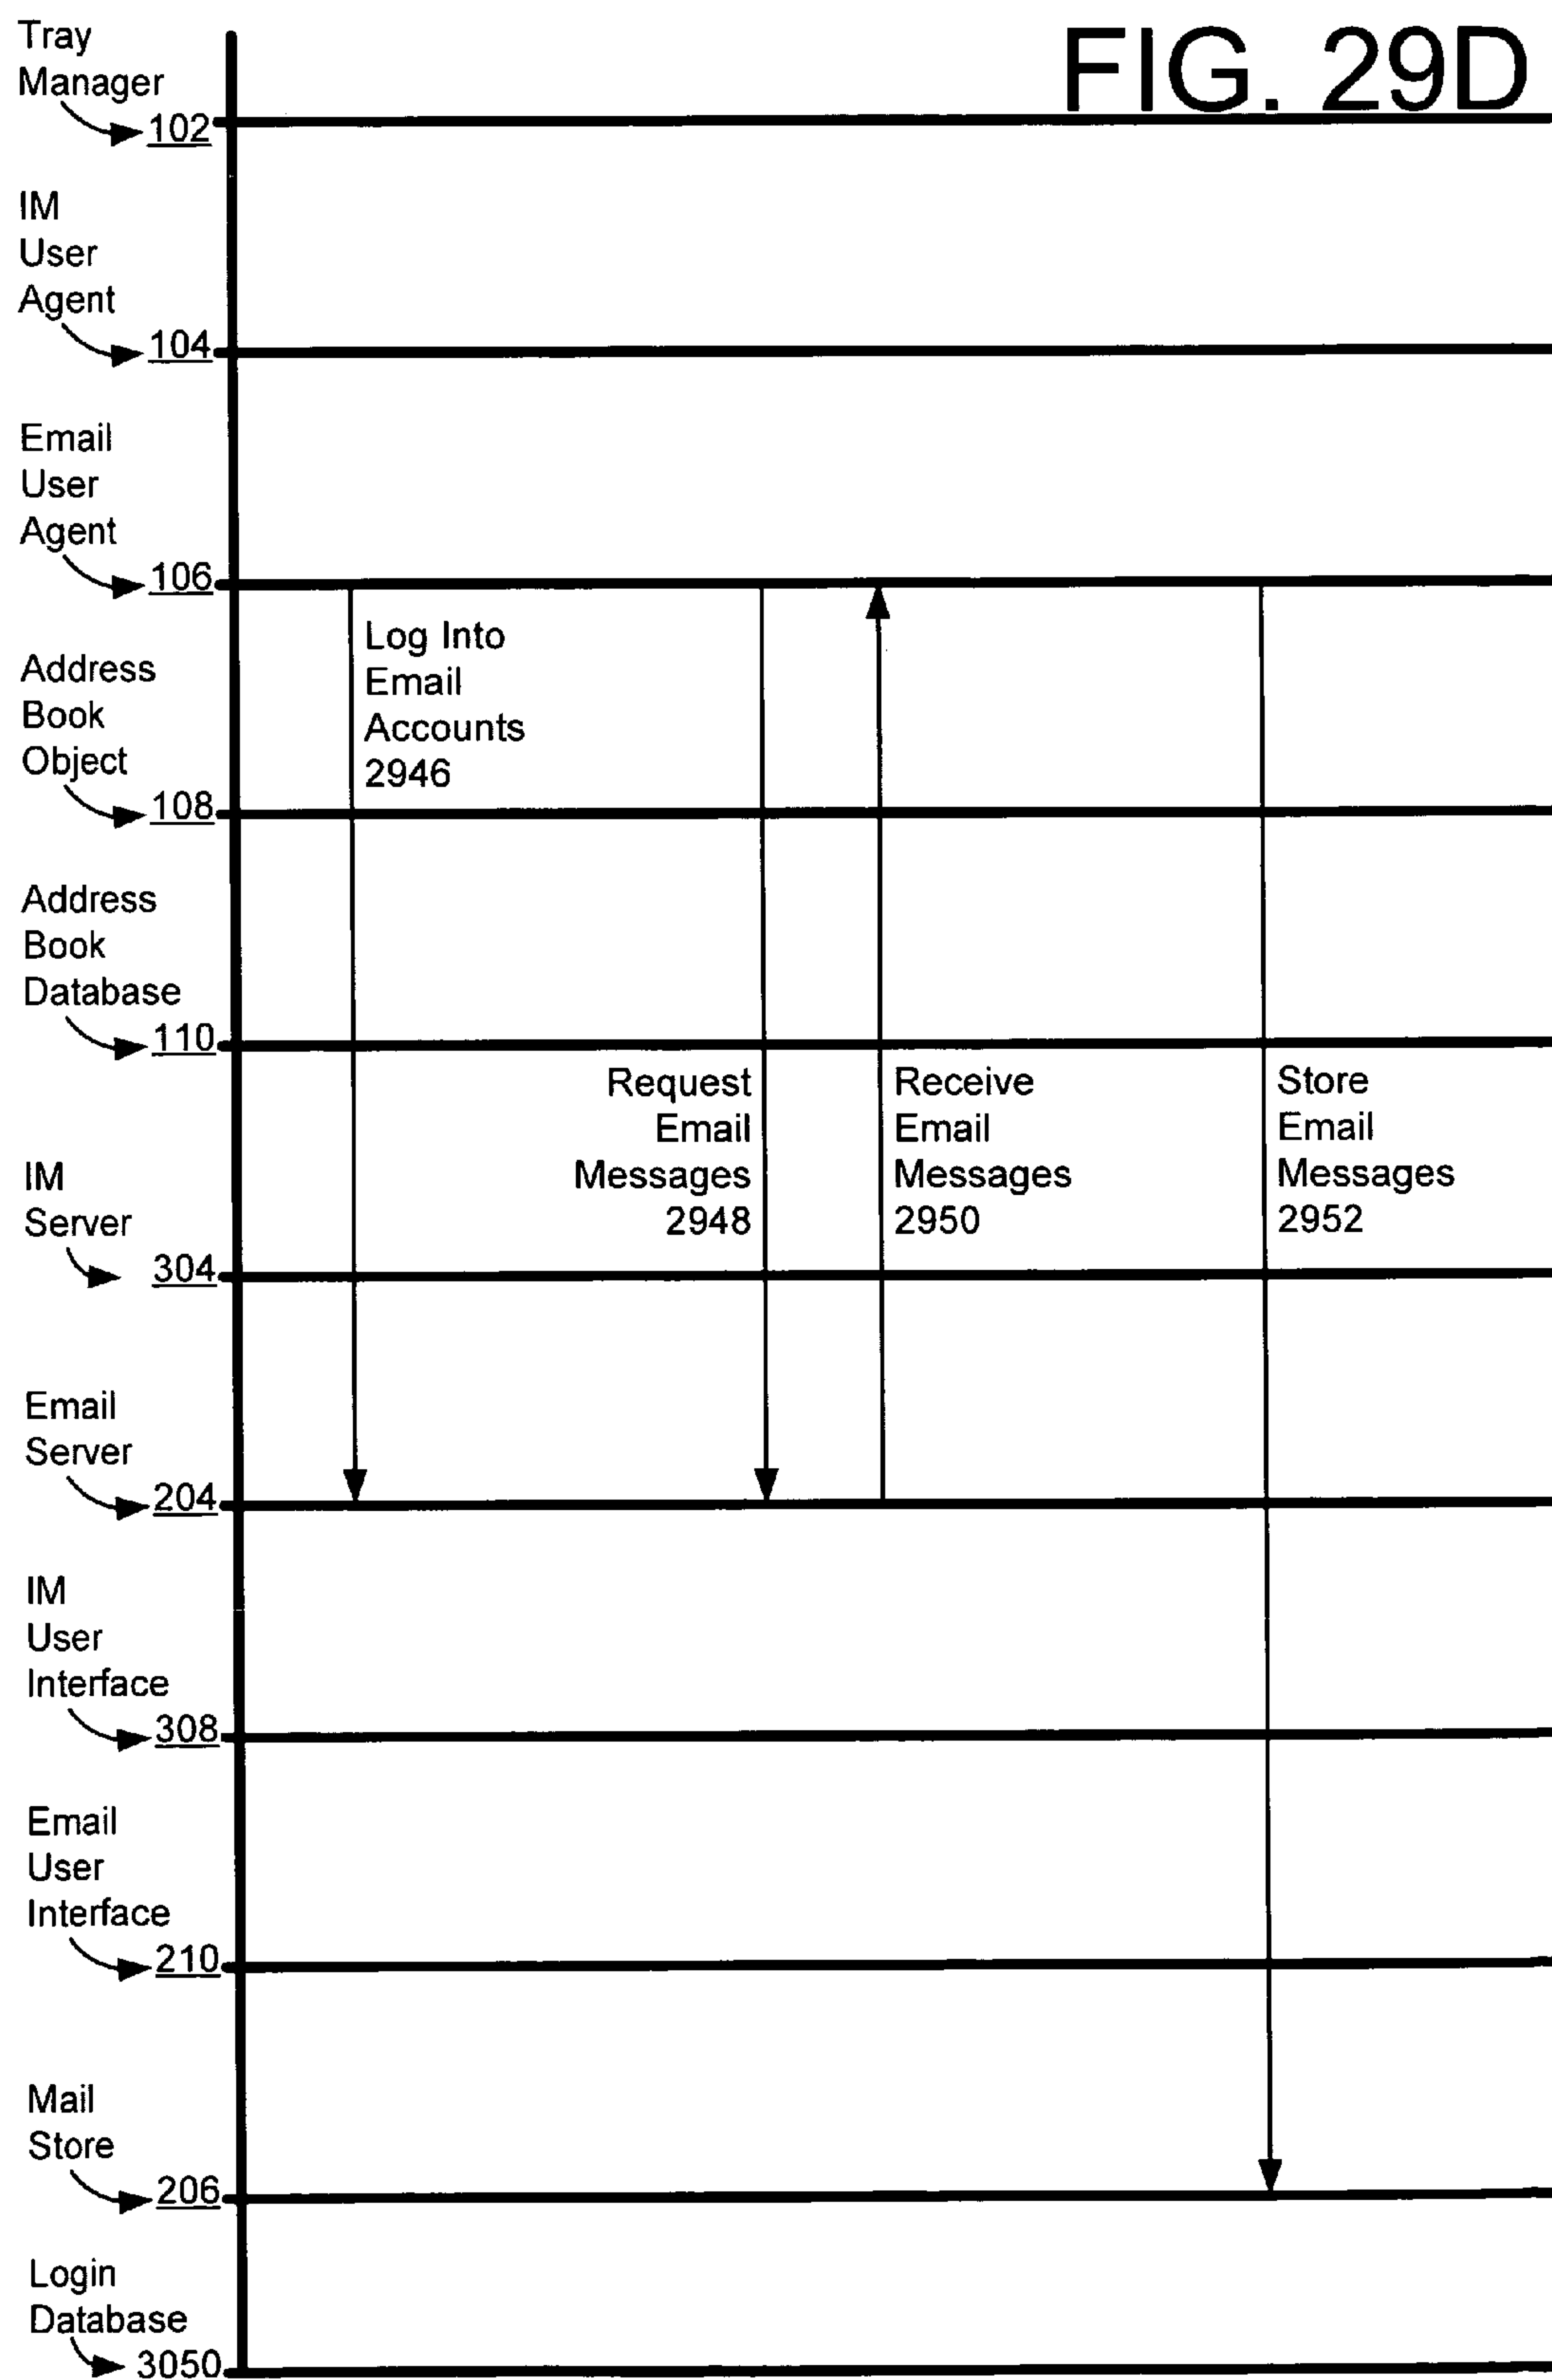 FIG. 29D
Tray
Manager
102
IM
User
Agent
104
Email
User
Agent
106
Log Into
Email
Accounts
2946
Address
Book
Object
108
Address
Book
Database
110
Request
Email
Messages
2948
Receive
Email
Messages
2950
Store
Email
Messages
2952
IM
Server
304
Email
Server
204
IM
User
Interface
308
Email
User
Interface
210
Mail
Store
206
Login
Database
3050